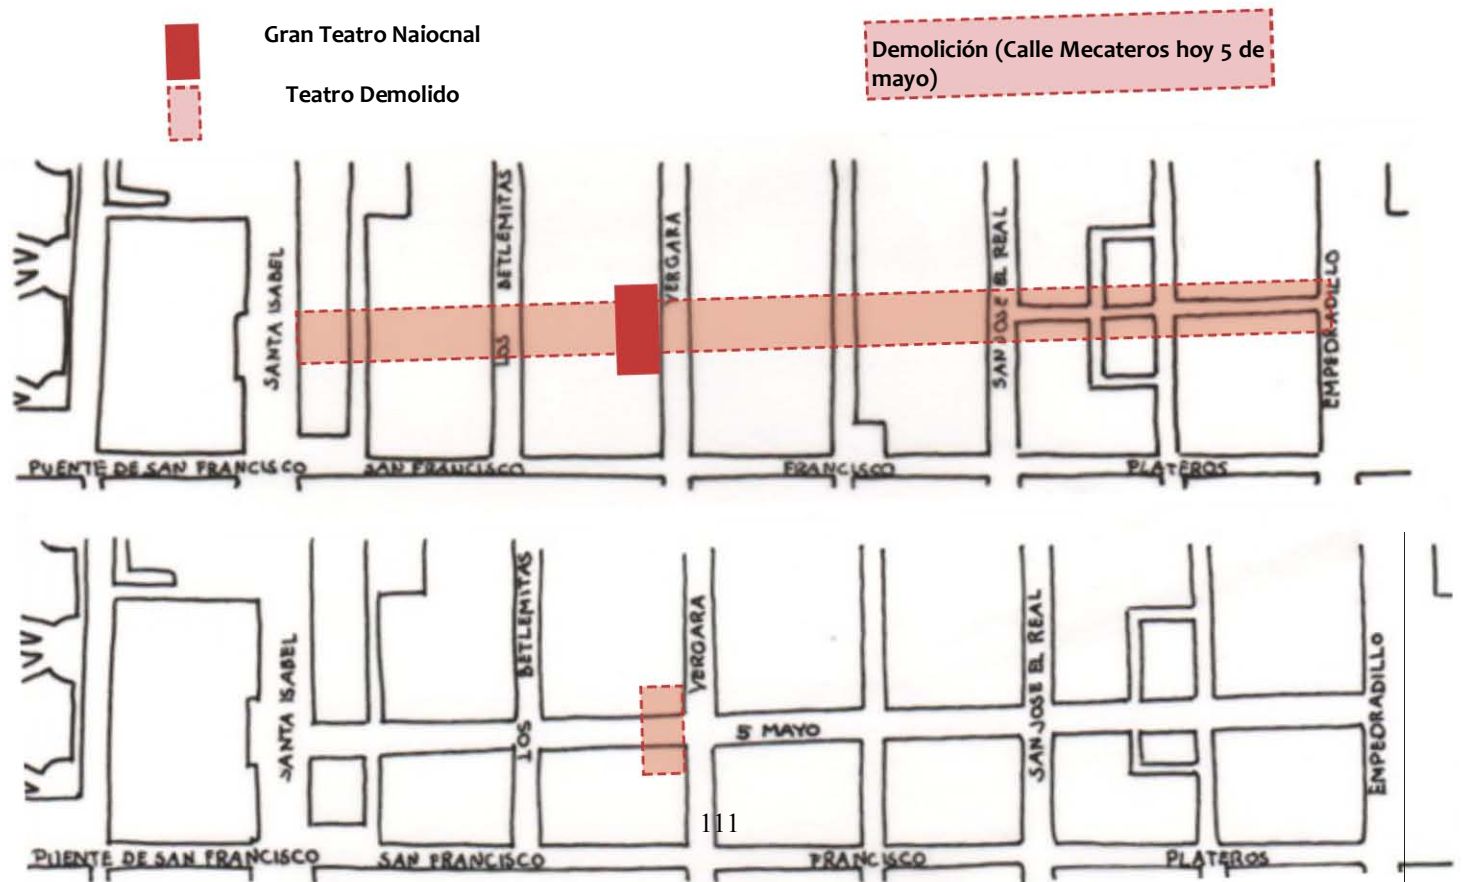 Gran Teatro Naiocnal
Teatro Demolido
Demolición (Calle Mecateros hoy 5 de
mayo)
SANTA ISABEL
LOS BETLEMITAS
VERGARA
SAN JOSE EL REAL
EMPEDRADILLO
PUENTE DE SAN FRANCISCO
SAN FRANCISCO
FRANCISCO
PLATEROS
SANTA ISABEL
LOS BETLEMITAS
VERGARA
5 MAYO
SAN JOSE EL REAL
EMPEDRADILLO
111
PUENTE DE SAN FRANCISCO
SAN FRANCISCO
FRANCISCO
PLATEROS